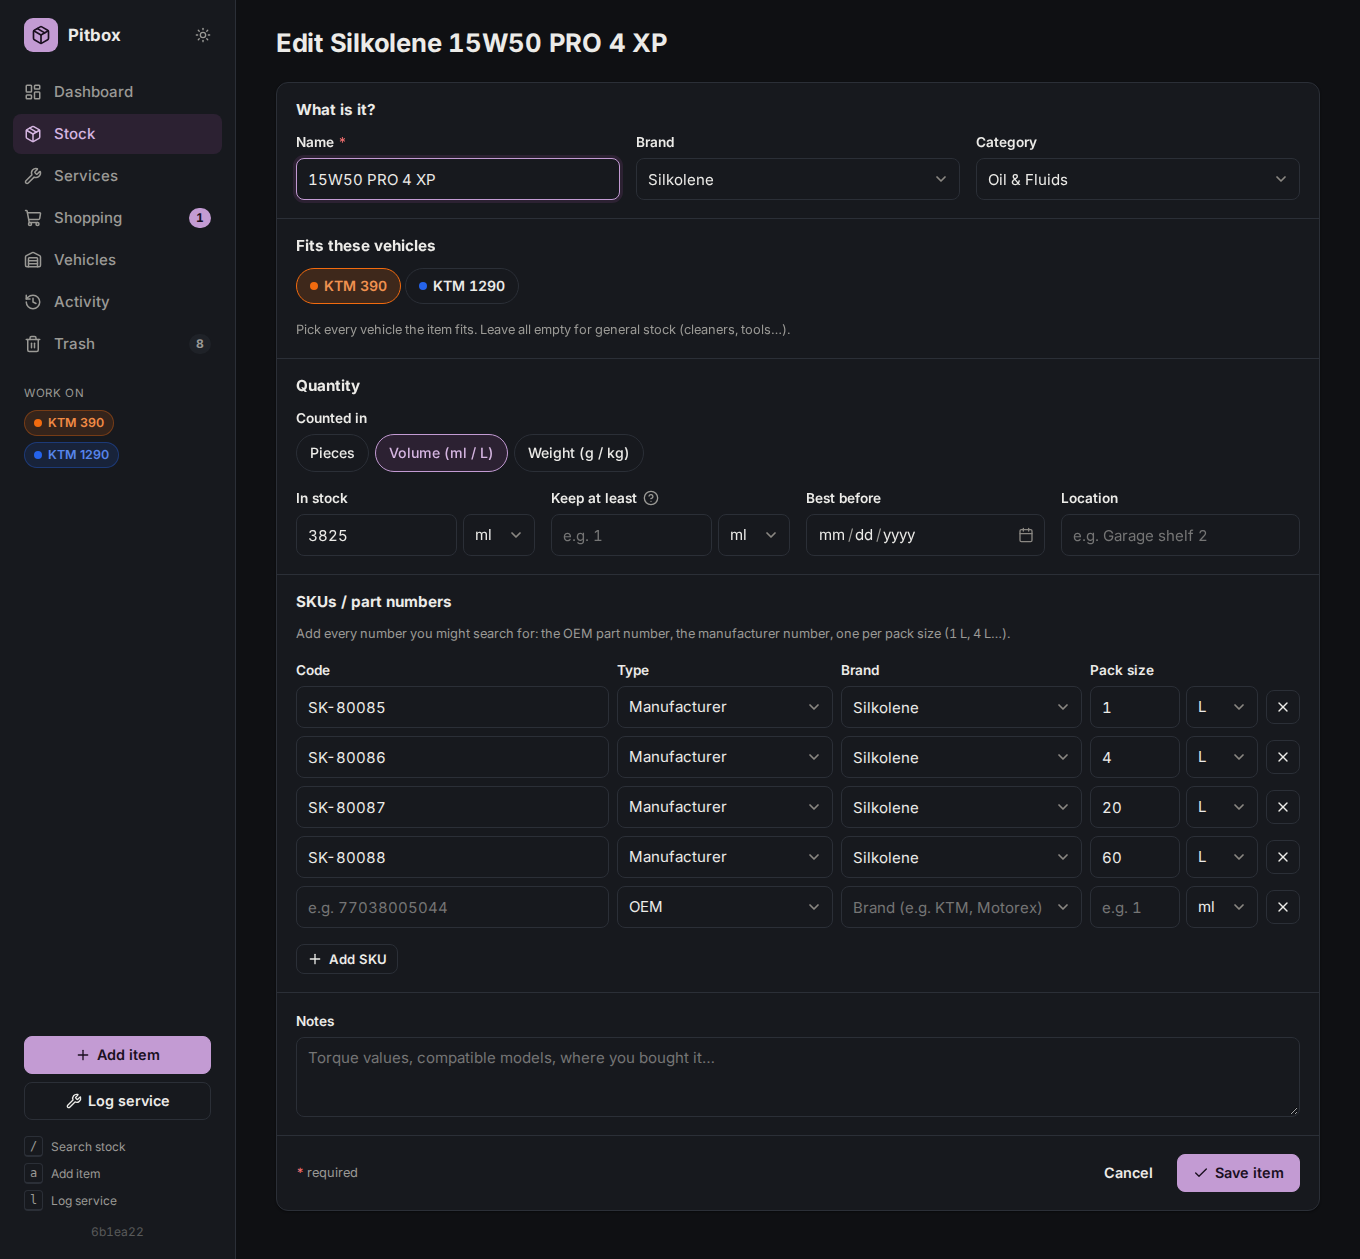 Pitbox
Dashboard
Stock
Services
Shopping 1
Vehicles
Activity
Trash 8
WORK ON
KTM 390
KTM 1290
Add item
Log service
/ Search stock
a Add item
l Log service
6b1ea22
Edit Silkolene 15W50 PRO 4 XP
What is it?
Name * Brand Category
15W50 PRO 4 XP Silkolene Oil & Fluids
Fits these vehicles
KTM 390 KTM 1290
Pick every vehicle the item fits. Leave all empty for general stock (cleaners, tools...).
Quantity
Counted in
Pieces Volume (ml / L) Weight (g / kg)
In stock Keep at least ? Best before Location
3825 ml e.g. 1 ml mm/dd/yyyy e.g. Garage shelf 2
SKUs / part numbers
Add every number you might search for: the OEM part number, the manufacturer number, one per pack size (1 L, 4 L...).
Code Type Brand Pack size
SK-80085 Manufacturer Silkolene 1 L
SK-80086 Manufacturer Silkolene 4 L
SK-80087 Manufacturer Silkolene 20 L
SK-80088 Manufacturer Silkolene 60 L
e.g. 77038005044 OEM Brand (e.g. KTM, Motorex) e.g. 1 ml
Add SKU
Notes
Torque values, compatible models, where you bought it...
* required Cancel Save item